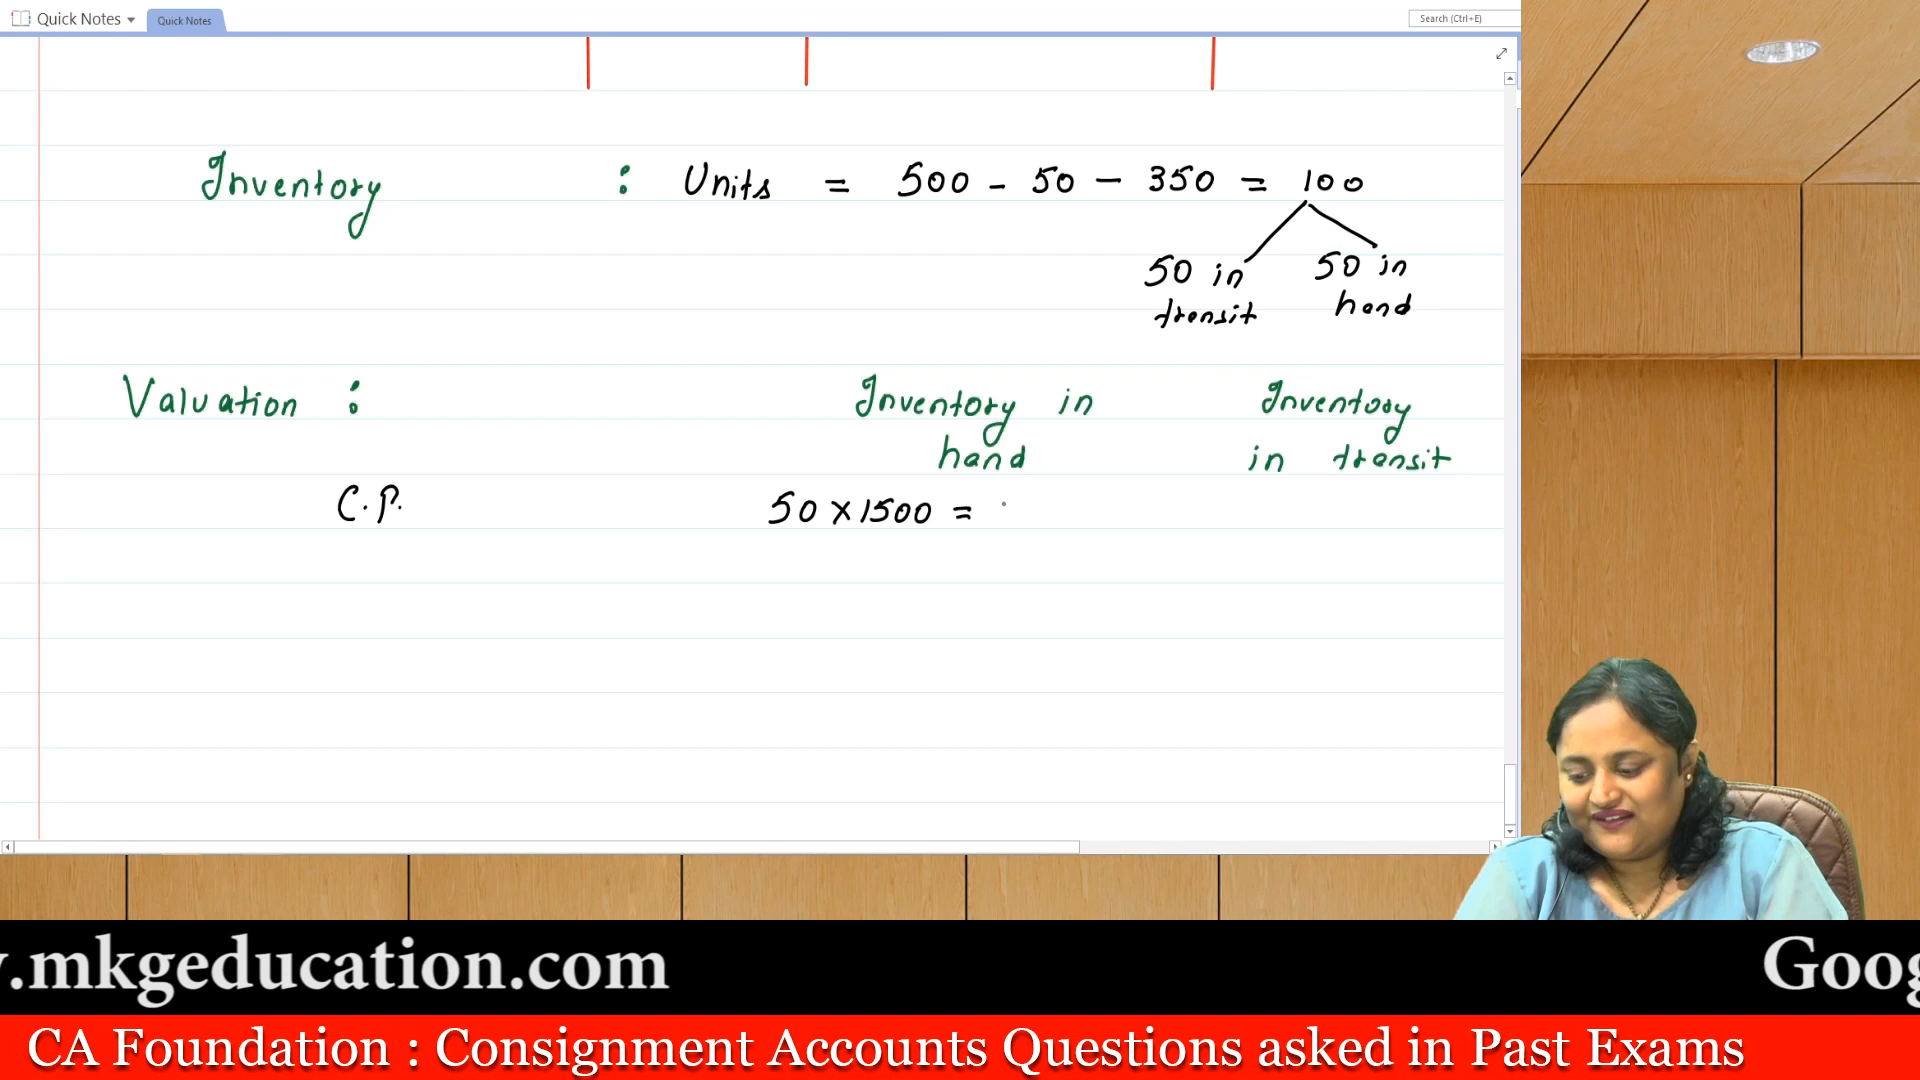 Quick Notes
Quick Notes
Search (Ctrl+E)
Inventory : Units = 500 - 50 - 350 = 100
50 in transit
50 in hand
Valuation :
Inventory in hand
Inventory in transit
C.P. 50 × 1500 =
.mkgeducation.com
Goog
CA Foundation : Consignment Accounts Questions asked in Past Exams